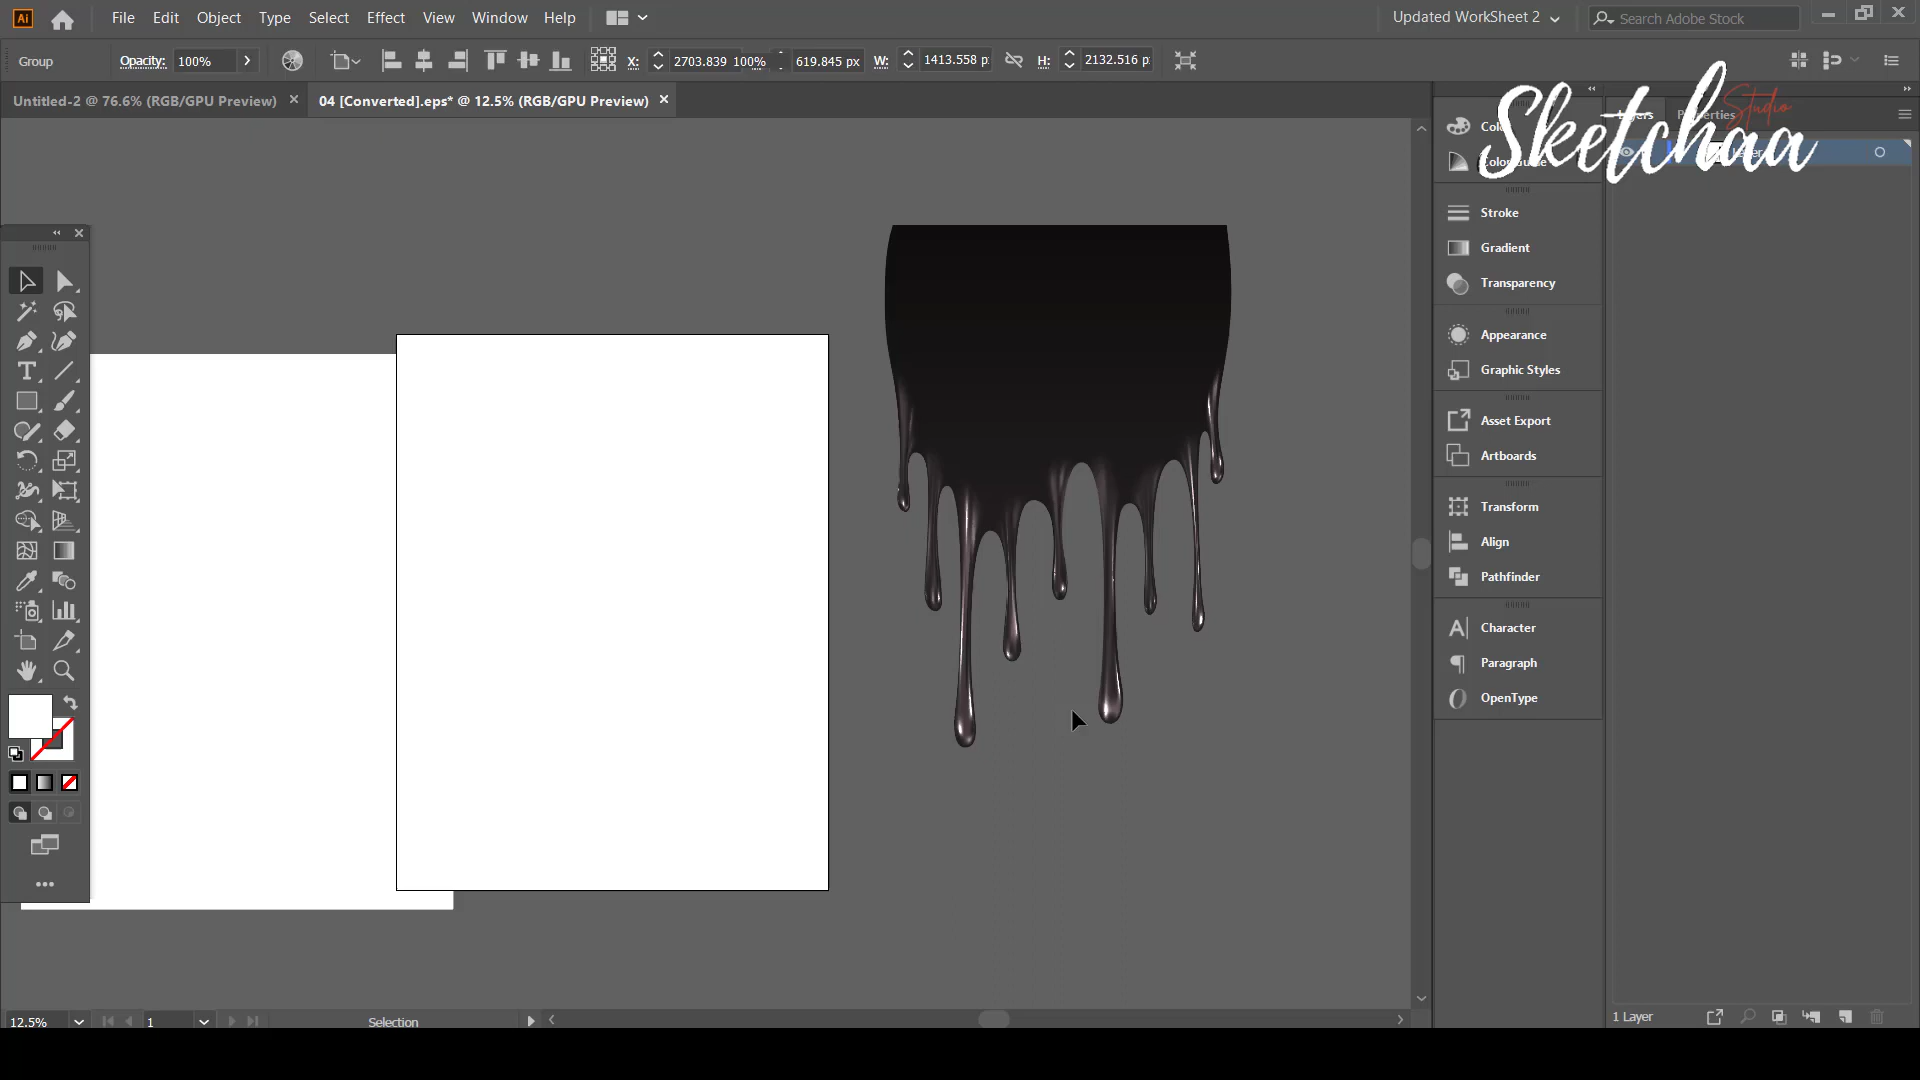 Ai File Edit Object Type Select Effect View Window Help Updated WorkSheet 2 Search Adobe Stock
Group Opacity: 100% X: 2703.839 100% 619.845 px W: 1413.558 p H: 2132.516 p
Untitled-2 @ 76.6% (RGB/GPU Preview) 04 [Converted].eps* @ 12.5% (RGB/GPU Preview)
Sketchaa
Studio
Stroke
Gradient
Transparency
Appearance
Graphic Styles
Asset Export
Artboards
Transform
Align
Pathfinder
Character
Paragraph
OpenType
12.5% 1 Selection 1 Layer